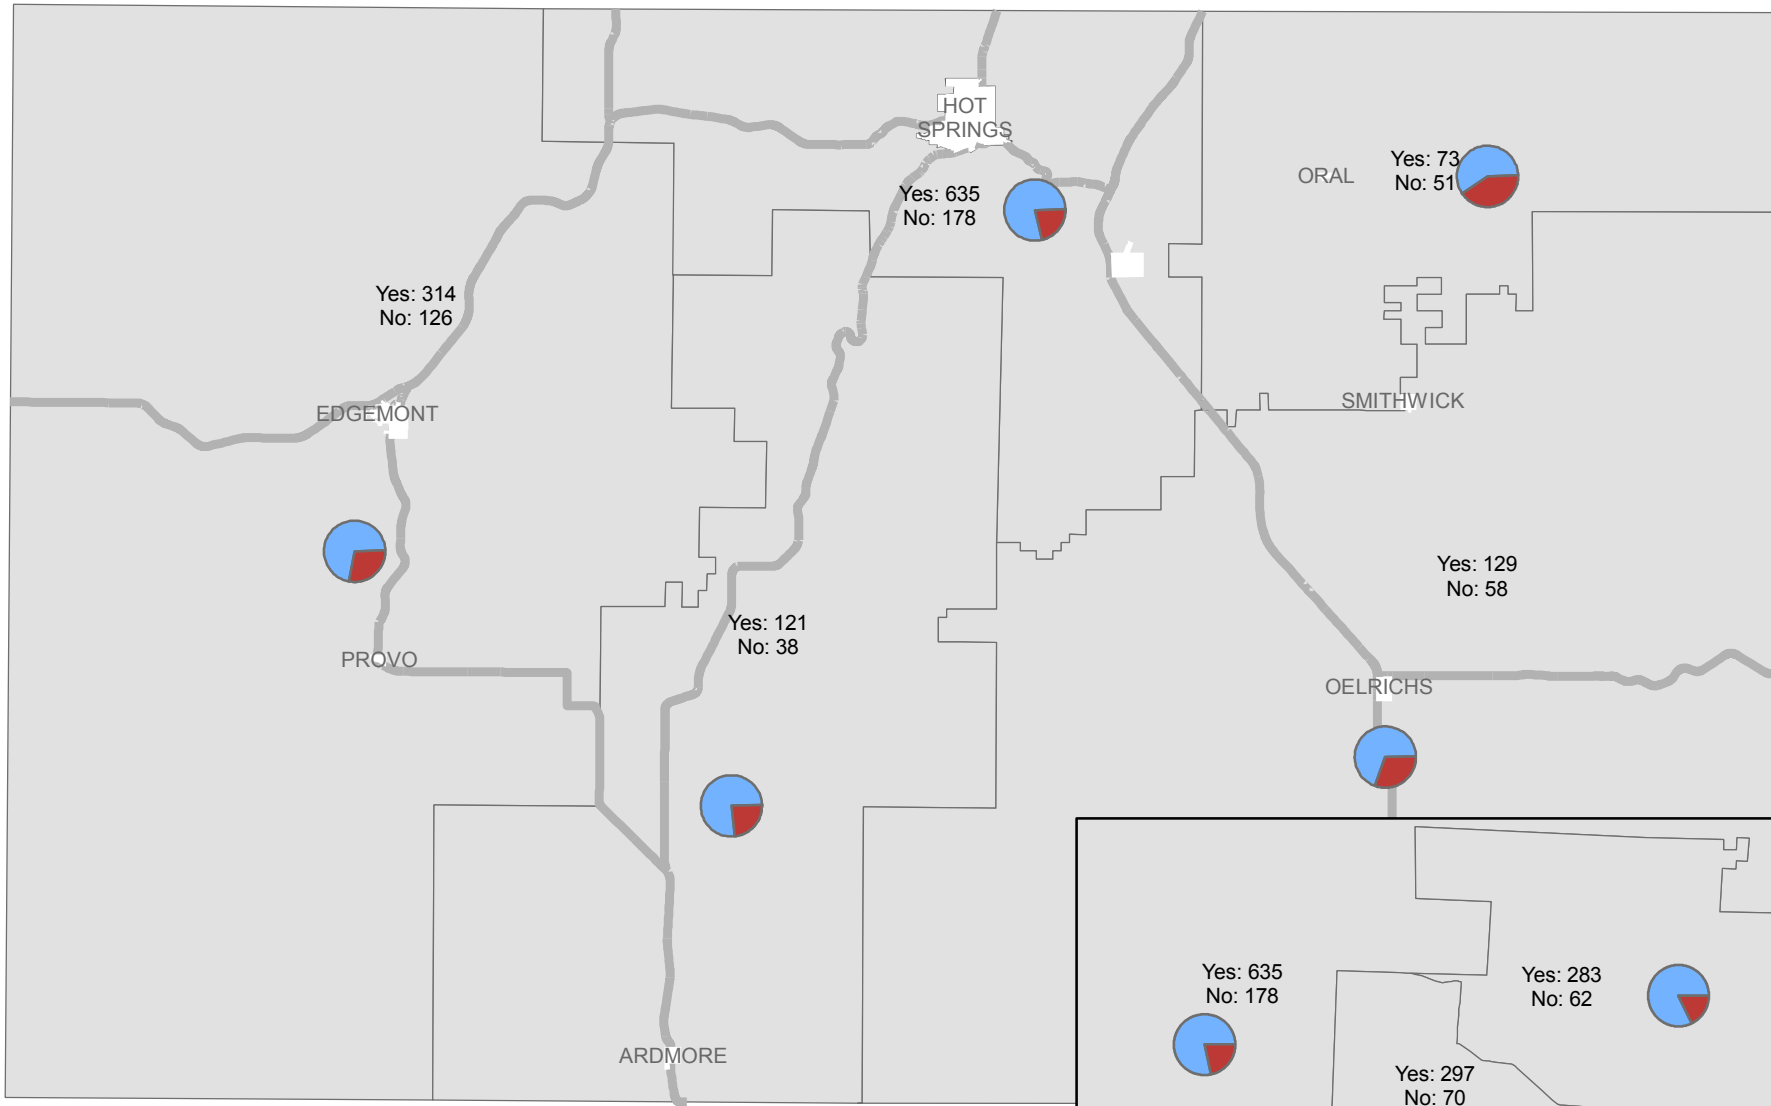 HOT
SPRINGS
ORAL
Yes: 73
No: 51
Yes: 635
No: 178
Yes: 314
No: 126
EDGEMONT
SMITHWICK
Yes: 129
No: 58
Yes: 121
No: 38
PROVO
OELRICHS
Yes: 635
No: 178
Yes: 283
No: 62
ARDMORE
Yes: 297
No: 70